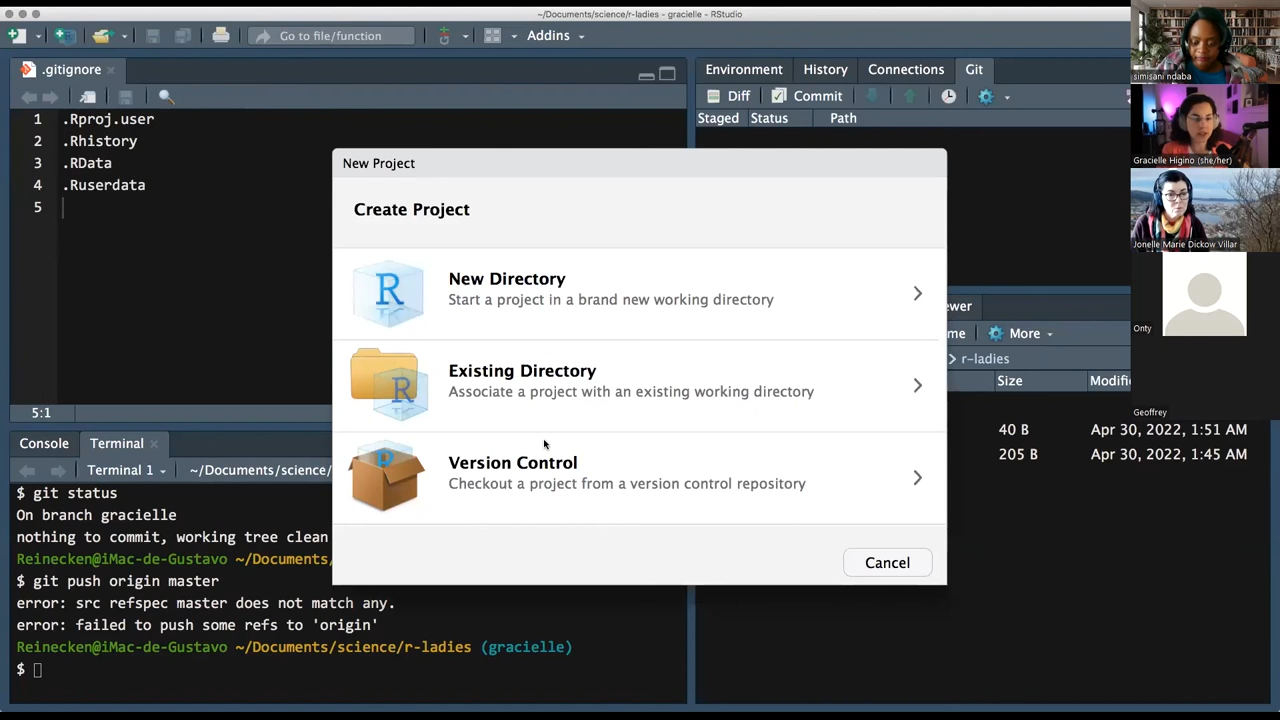 ~/Documents/science/r-ladies - gracielle - RStudio
Go to file/function
Addins
.gitignore
1 .Rproj.user
2 .Rhistory
3 .RData
4 .Ruserdata
5
5:1
Environment History Connections Git
Diff Commit
Staged Status Path
New Project
Create Project
New Directory
Start a project in a brand new working directory
Existing Directory
Associate a project with an existing working directory
Version Control
Checkout a project from a version control repository
Cancel
ewer
me More
r-ladies
Size Modifi
40 B Apr 30, 2022, 1:51 AM
205 B Apr 30, 2022, 1:45 AM
Console Terminal
Terminal 1 ~/Documents/science/
$ git status
On branch gracielle
nothing to commit, working tree clean
Reinecken@iMac-de-Gustavo ~/Documents/
$ git push origin master
error: src refspec master does not match any.
error: failed to push some refs to 'origin'
Reinecken@iMac-de-Gustavo ~/Documents/science/r-ladies (gracielle)
$
simisani ndaba
Gracielle Higino (she/her)
Jonelle Marie Dickow Villar
Onty
Geoffrey